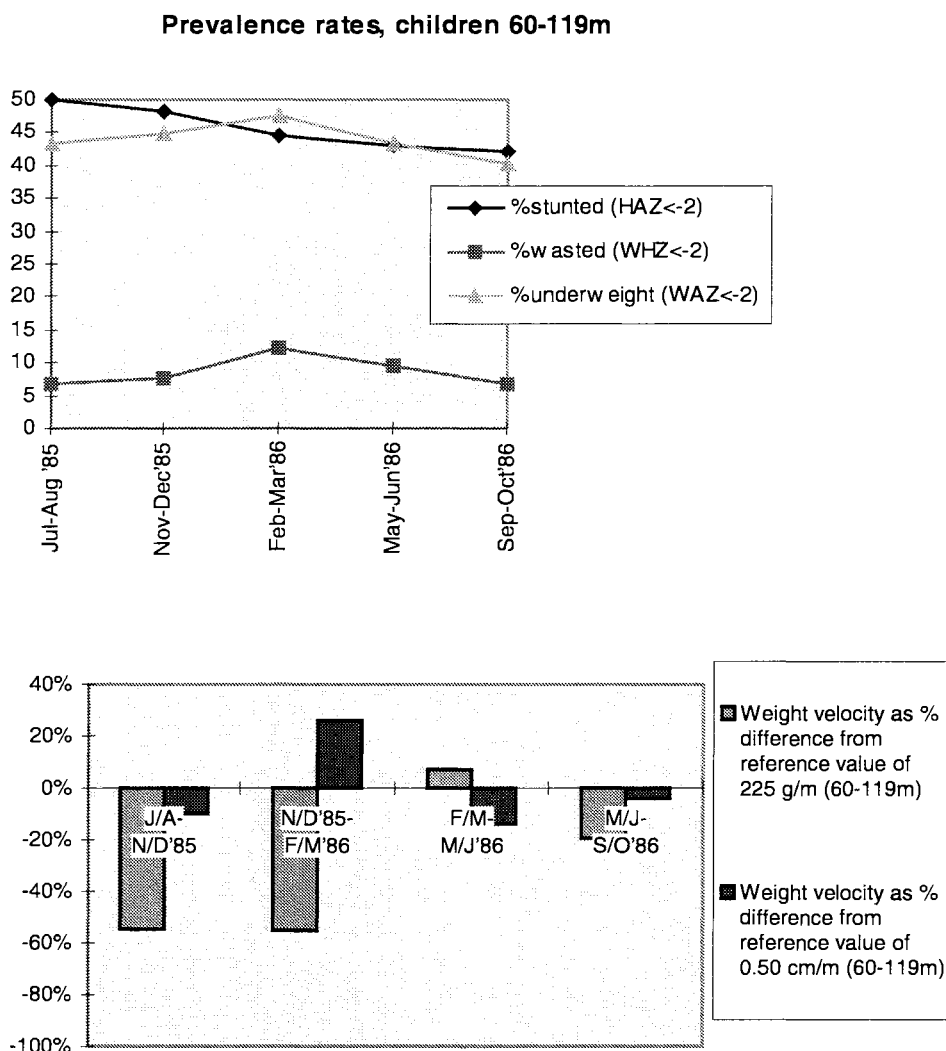 Prevalence rates, children 60-119m
50
45
40
35
30
25
20
15
10
5
0
Jul-Aug '85
Nov-Dec'85
Feb-Mar'86
May-Jun'86
Sep-Oct'86
%stunted (HAZ<-2)
%wasted (WHZ<-2)
%underweight (WAZ<-2)
40%
20%
0%
-20%
-40%
-60%
-80%
-100%
J/A-
N/D'85
N/D'85-
F/M'86
F/M-
M/J'86
M/J-
S/O'86
Weight velocity as %
difference from
reference value of
225 g/m (60-119m)
Weight velocity as %
difference from
reference value of
0.50 cm/m (60-119m)